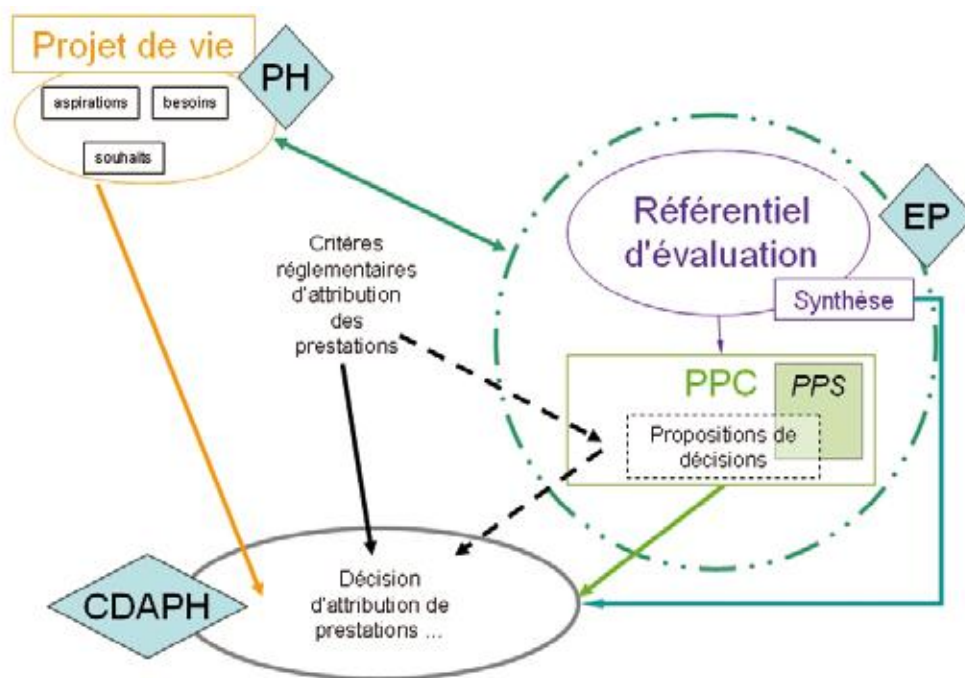 Projet de vie
PH
aspirations
besoins
souhaits
Référentiel
d'évaluation
EP
Synthèse
Critères
réglementaires
d'attribution
des
prestations
PPC
PPS
Propositions de
décisions
CDAPH
Décision
d'attribution de
prestations ...